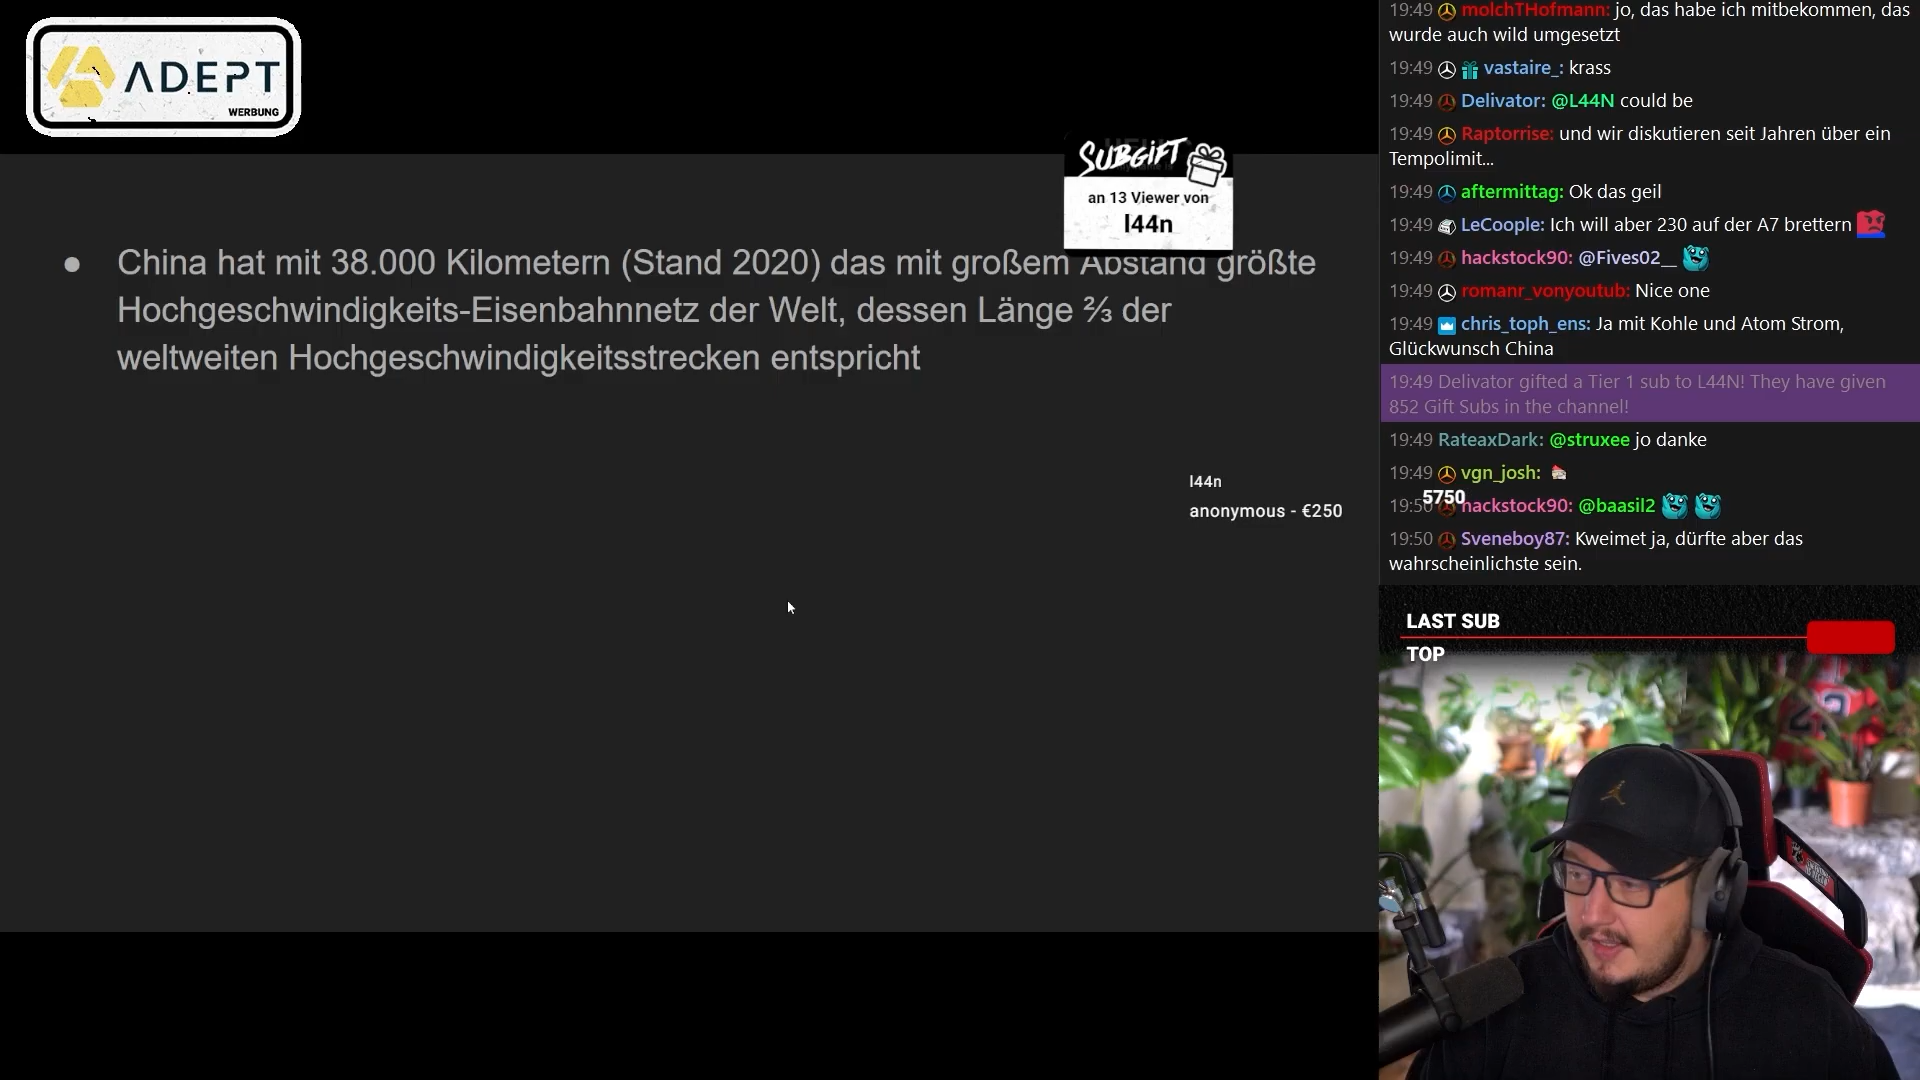 ADEPT
WERBUNG
SUBGIFT
an 13 Viewer von
l44n
● China hat mit 38.000 Kilometern (Stand 2020) das mit großem Abstand größte
Hochgeschwindigkeits-Eisenbahnnetz der Welt, dessen Länge ⅔ der
weltweiten Hochgeschwindigkeitsstrecken entspricht
l44n
anonymous - €250
19:49 molchTHofmann: jo, das habe ich mitbekommen, das
wurde auch wild umgesetzt
19:49 vastaire_: krass
19:49 Delivator: @L44N could be
19:49 Raptorrise: und wir diskutieren seit Jahren über ein
Tempolimit...
19:49 aftermittag: Ok das geil
19:49 LeCoople: Ich will aber 230 auf der A7 brettern
19:49 hackstock90: @Fives02__
19:49 romanr_vonyoutub: Nice one
19:49 chris_toph_ens: Ja mit Kohle und Atom Strom,
Glückwunsch China
19:49 Delivator gifted a Tier 1 sub to L44N! They have given
852 Gift Subs in the channel!
19:49 RateaxDark: @struxee jo danke
19:49 vgn_josh:
5750
19:50 hackstock90: @baasil2
19:50 Sveneboy87: Kweimet ja, dürfte aber das
wahrscheinlichste sein.
LAST SUB
TOP